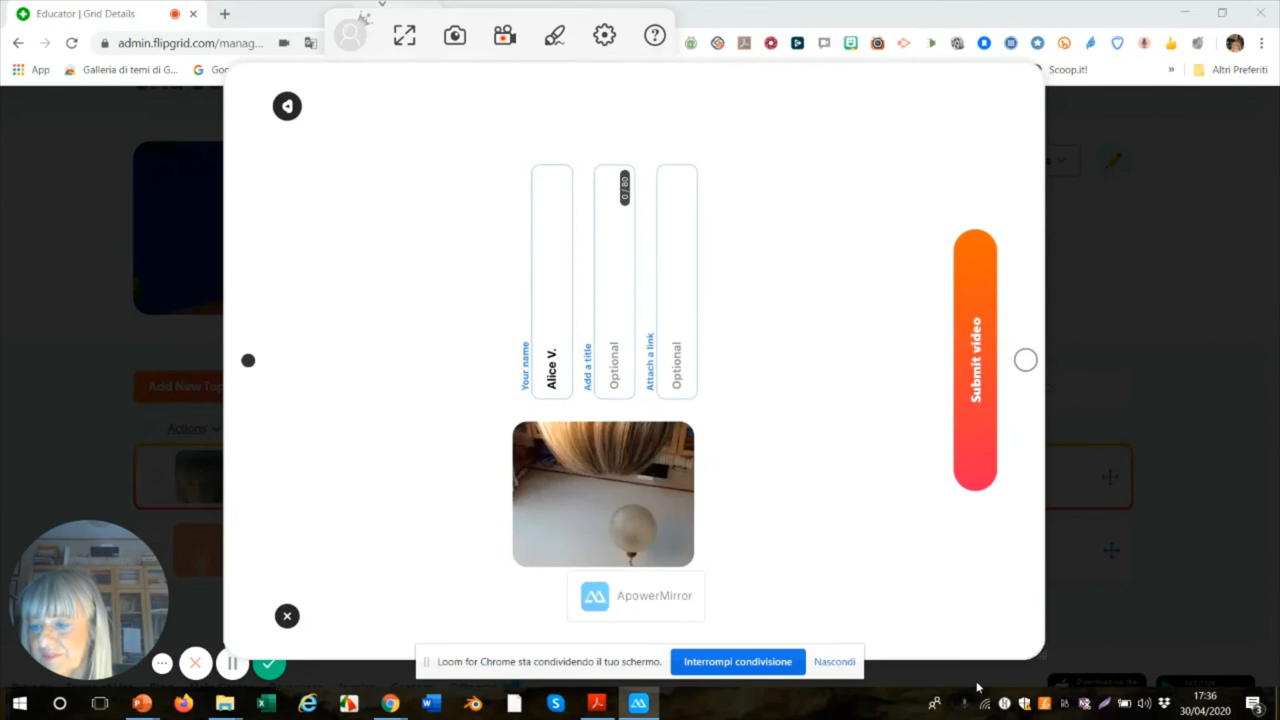 Educator | Grid Details
admin.flipgrid.com/manag...
App
Galleria di temi di G...
Goo
Scoop.it!
»
Altri Preferiti
Your name
Alice V.
Add a title
Optional
0 / 80
Attach a link
Optional
Submit video
Add New Top
Actions
ApowerMirror
Loom for Chrome sta condividendo il tuo schermo.
Interrompi condivisione
Nascondi
17:36
30/04/2020
3